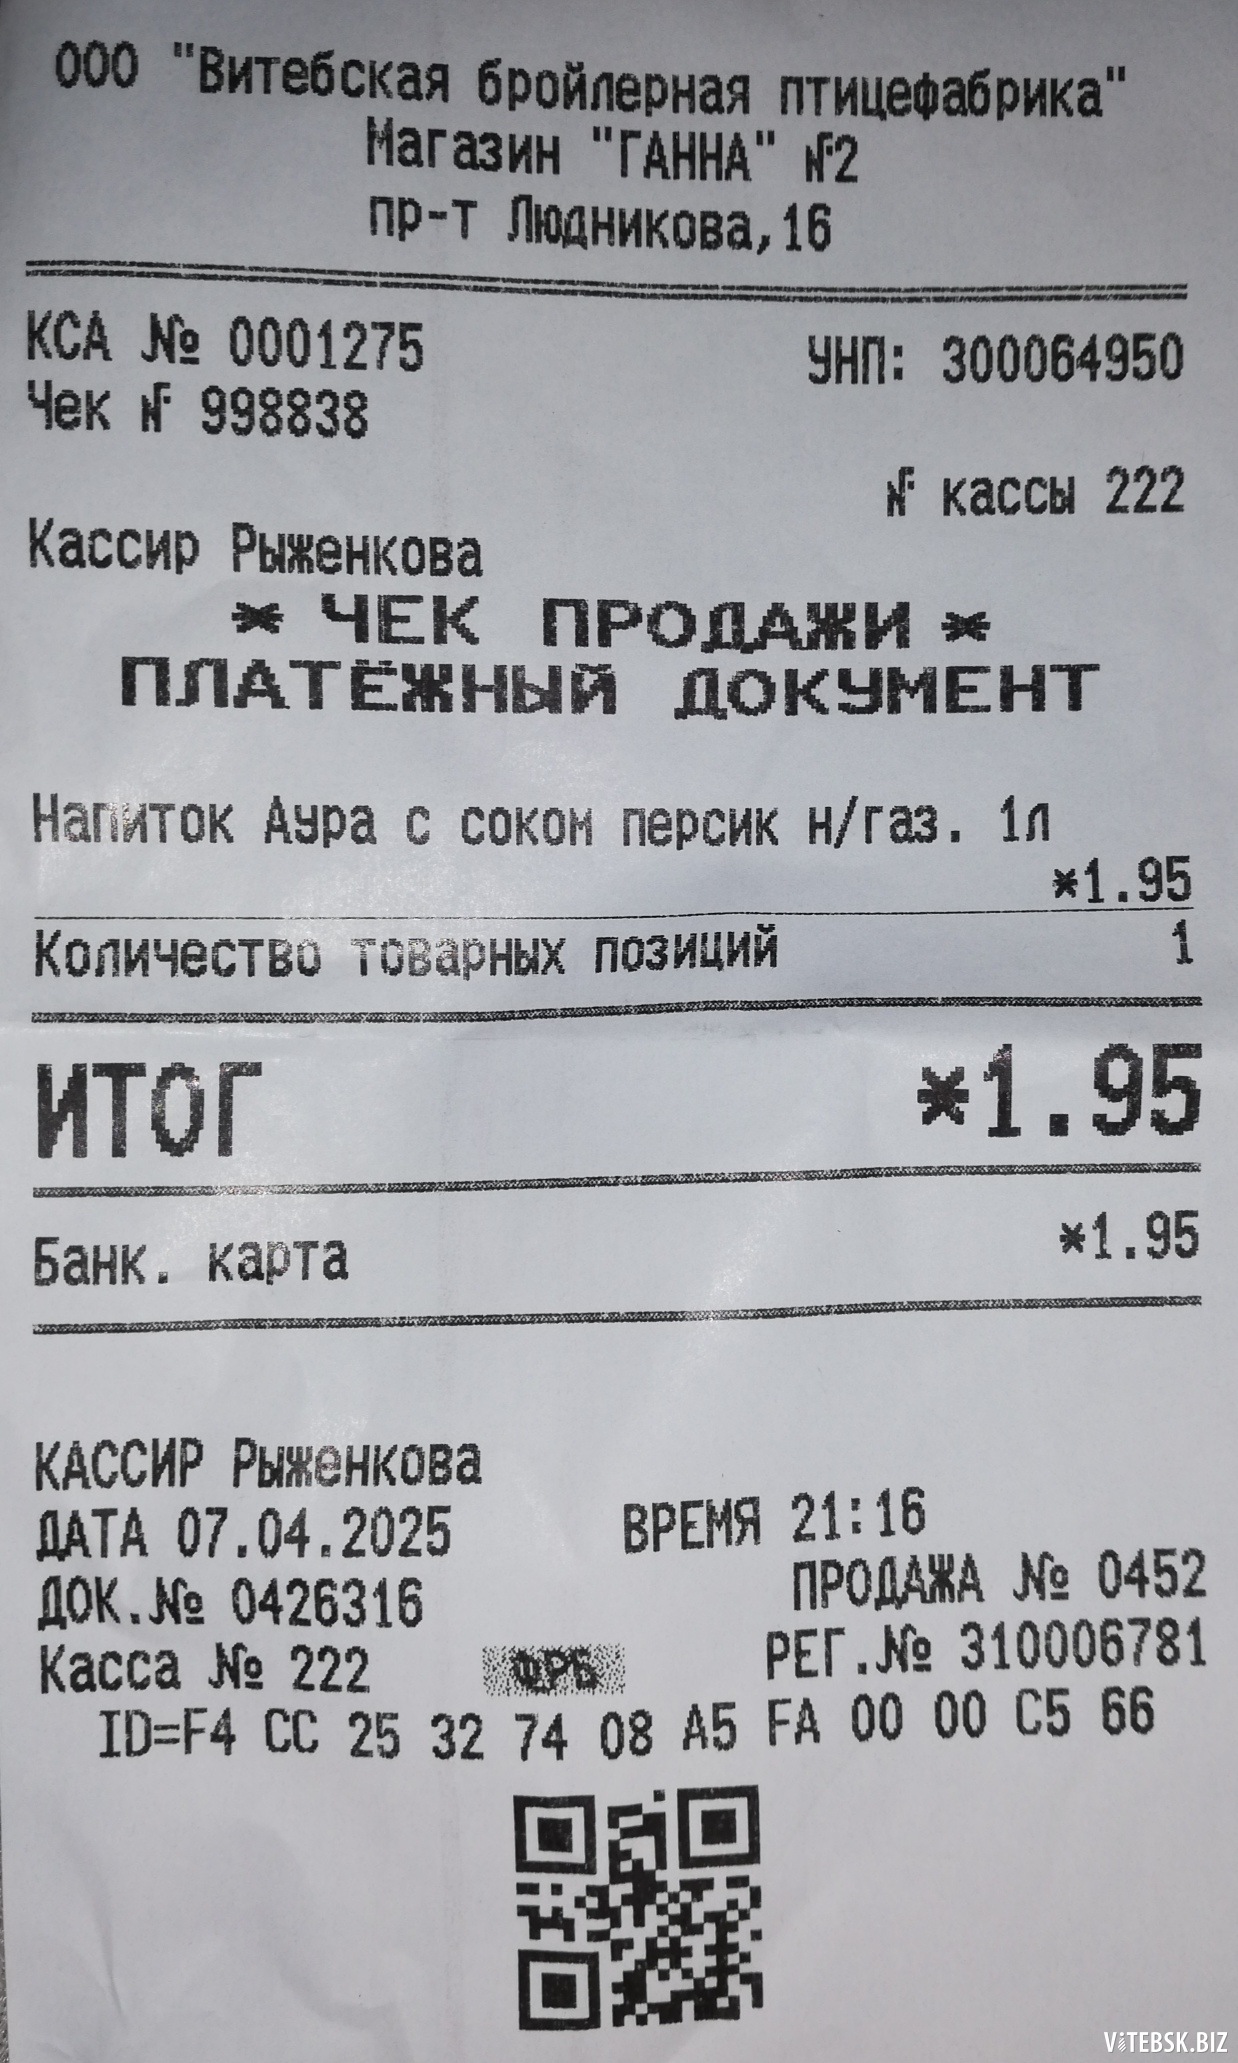 ООО "Витебская бройлерная птицефабрика"
Магазин "ГАННА" №2
пр-т Людникова,16
КСА № 0001275 УНП: 300064950
Чек № 998838
№ кассы 222
Кассир Рыженкова
* ЧЕК ПРОДАЖИ *
ПЛАТЁЖНЫЙ ДОКУМЕНТ
Напиток Аура с соком персик н/газ. 1л
*1.95
Количество товарных позиций 1
ИТОГ *1.95
Банк. карта *1.95
КАССИР Рыженкова
ДАТА 07.04.2025 ВРЕМЯ 21:16
ДОК.№ 0426316 ПРОДАЖА № 0452
Касса № 222 ФРБ РЕГ.№ 310006781
ID=F4 CC 25 32 74 08 A5 FA 00 00 C5 66
ViTEBSK.BIZ